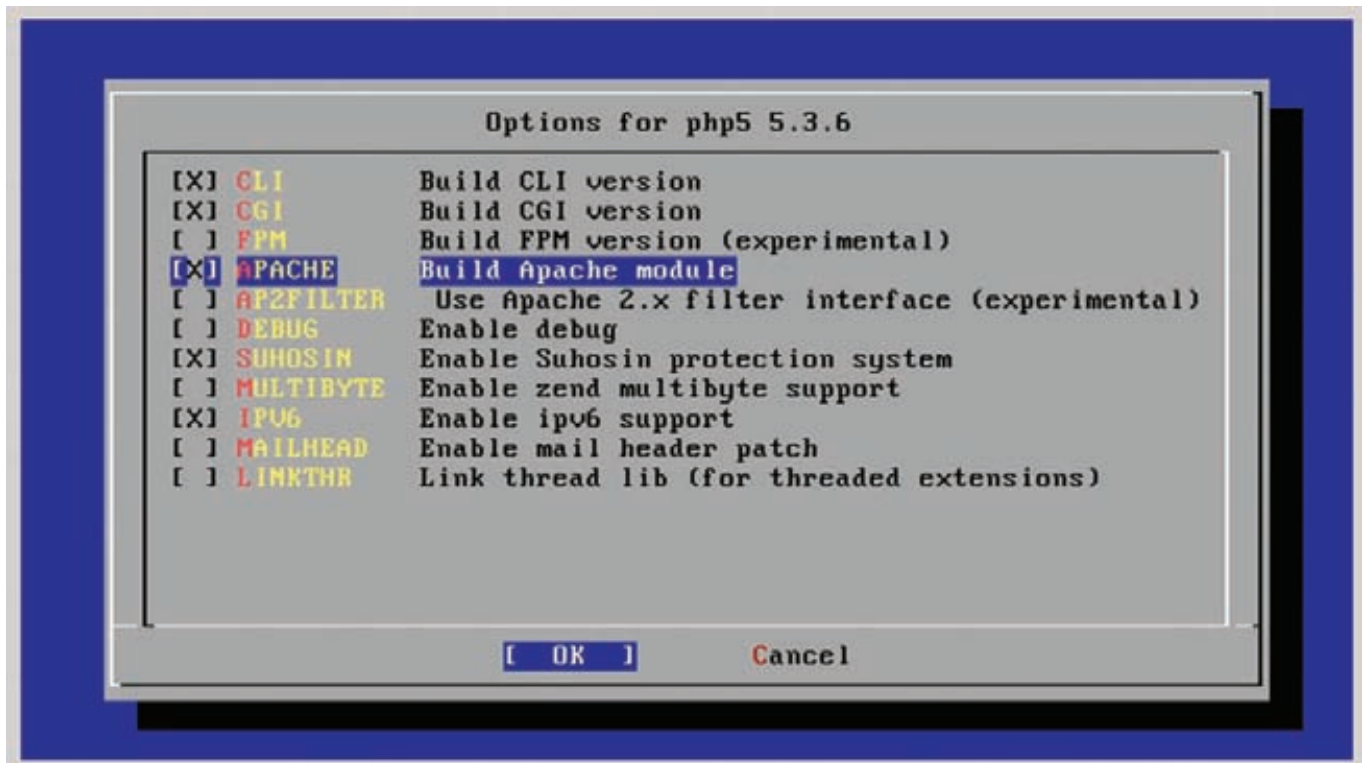 Options for php5 5.3.6
[X] CLI Build CLI version
[X] CGI Build CGI version
[ ] FPM Build FPM version (experimental)
[X] APACHE Build Apache module
[ ] AP2FILTER Use Apache 2.x filter interface (experimental)
[ ] DEBUG Enable debug
[X] SUHOSIN Enable Suhosin protection system
[ ] MULTIBYTE Enable zend multibyte support
[X] IPV6 Enable ipv6 support
[ ] MAILHEAD Enable mail header patch
[ ] LINKTHR Link thread lib (for threaded extensions)
[ OK ] Cancel